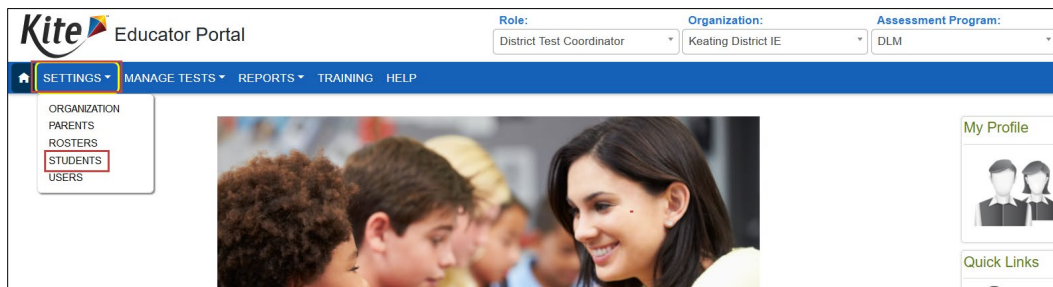 Kite Educator Portal
Role: Organization: Assessment Program:
District Test Coordinator Keating District IE DLM
SETTINGS MANAGE TESTS REPORTS TRAINING HELP
ORGANIZATION
PARENTS
ROSTERS
STUDENTS
USERS
My Profile
Quick Links